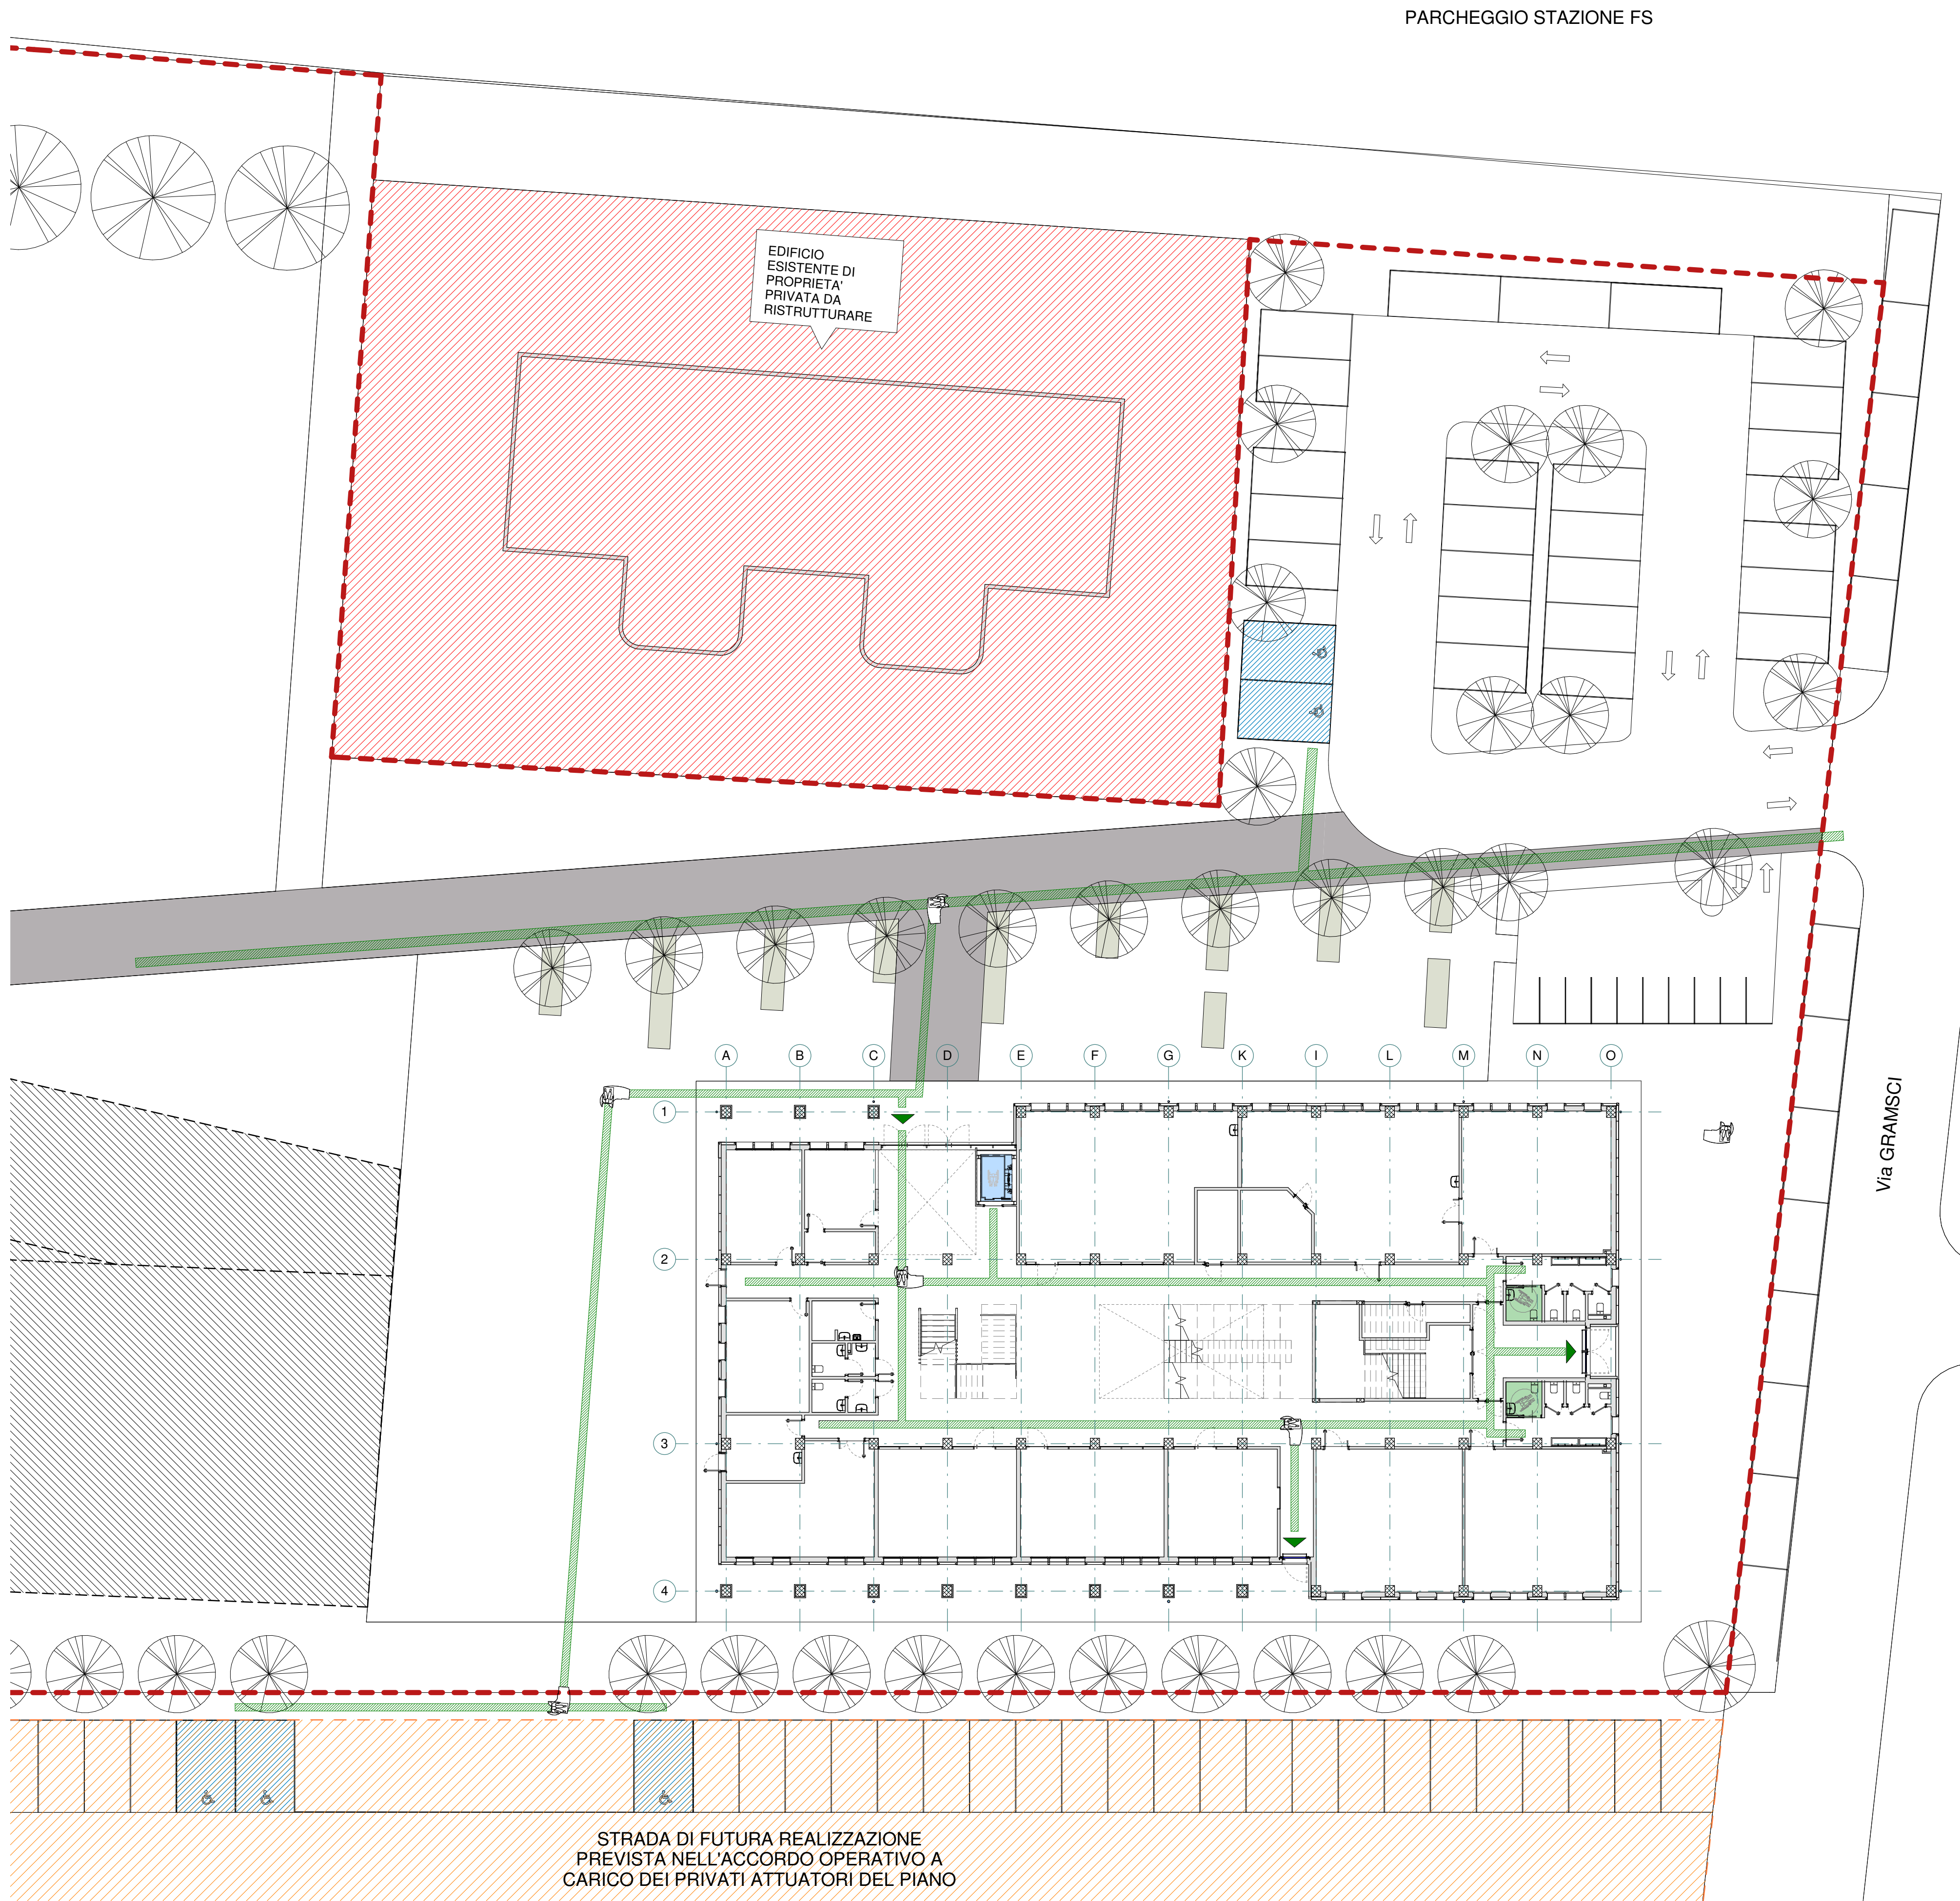 PARCHEGGIO STAZIONE FS
EDIFICIO
ESISTENTE DI
PROPRIETA'
PRIVATA DA
RISTRUTTURARE
A B C D E F G K I L M N O
1
2
3
4
Via GRAMSCI
STRADA DI FUTURA REALIZZAZIONE
PREVISTA NELL'ACCORDO OPERATIVO A
CARICO DEI PRIVATI ATTUATORI DEL PIANO